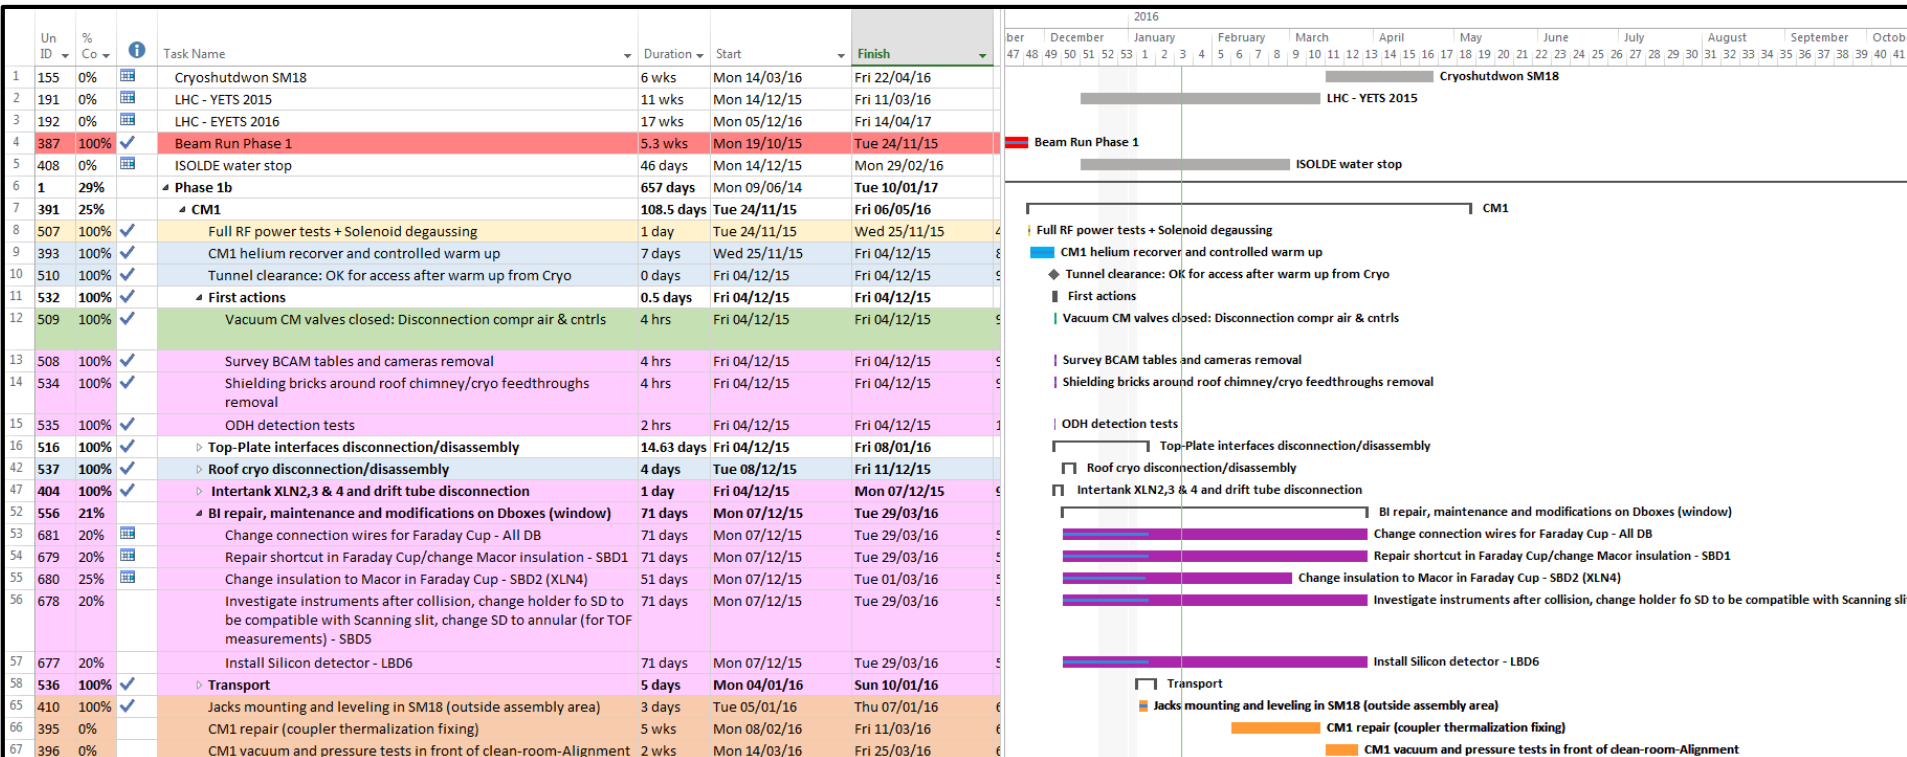 2016
Un ID % Co Task Name Duration Start Finish
ber December January February March April May June July August September Octob
47 48 49 50 51 52 53 1 2 3 4 5 6 7 8 9 10 11 12 13 14 15 16 17 18 19 20 21 22 23 24 25 26 27 28 29 30 31 32 33 34 35 36 37 38 39 40 41
1 155 0% Cryoshutdwon SM18 6 wks Mon 14/03/16 Fri 22/04/16 Cryoshutdwon SM18
2 191 0% LHC - YETS 2015 11 wks Mon 14/12/15 Fri 11/03/16 LHC - YETS 2015
3 192 0% LHC - EYETS 2016 17 wks Mon 05/12/16 Fri 14/04/17
4 387 100% Beam Run Phase 1 5.3 wks Mon 19/10/15 Tue 24/11/15 Beam Run Phase 1
5 408 0% ISOLDE water stop 46 days Mon 14/12/15 Mon 29/02/16 ISOLDE water stop
6 1 29% Phase 1b 657 days Mon 09/06/14 Tue 10/01/17
7 391 25% CM1 108.5 days Tue 24/11/15 Fri 06/05/16 CM1
8 507 100% Full RF power tests + Solenoid degaussing 1 day Tue 24/11/15 Wed 25/11/15 Full RF power tests + Solenoid degaussing
9 393 100% CM1 helium recorver and controlled warm up 7 days Wed 25/11/15 Fri 04/12/15 CM1 helium recorver and controlled warm up
10 510 100% Tunnel clearance: OK for access after warm up from Cryo 0 days Fri 04/12/15 Fri 04/12/15 Tunnel clearance: OK for access after warm up from Cryo
11 532 100% First actions 0.5 days Fri 04/12/15 Fri 04/12/15 First actions
12 509 100% Vacuum CM valves closed: Disconnection compr air & cntrls 4 hrs Fri 04/12/15 Fri 04/12/15 Vacuum CM valves closed: Disconnection compr air & cntrls
13 508 100% Survey BCAM tables and cameras removal 4 hrs Fri 04/12/15 Fri 04/12/15 Survey BCAM tables and cameras removal
14 534 100% Shielding bricks around roof chimney/cryo feedthroughs 4 hrs Fri 04/12/15 Fri 04/12/15 Shielding bricks around roof chimney/cryo feedthroughs removal
removal
15 535 100% ODH detection tests 2 hrs Fri 04/12/15 Fri 04/12/15 ODH detection tests
16 516 100% Top-Plate interfaces disconnection/disassembly 14.63 days Fri 04/12/15 Fri 08/01/16 Top-Plate interfaces disconnection/disassembly
42 537 100% Roof cryo disconnection/disassembly 4 days Tue 08/12/15 Fri 11/12/15 Roof cryo disconnection/disassembly
47 404 100% Intertank XLN2,3 & 4 and drift tube disconnection 1 day Fri 04/12/15 Mon 07/12/15 Intertank XLN2,3 & 4 and drift tube disconnection
52 556 21% BI repair, maintenance and modifications on Dboxes (window) 71 days Mon 07/12/15 Tue 29/03/16 BI repair, maintenance and modifications on Dboxes (window)
53 681 20% Change connection wires for Faraday Cup - All DB 71 days Mon 07/12/15 Tue 29/03/16 Change connection wires for Faraday Cup - All DB
54 679 20% Repair shortcut in Faraday Cup/change Macor insulation - SBD1 71 days Mon 07/12/15 Tue 29/03/16 Repair shortcut in Faraday Cup/change Macor insulation - SBD1
55 680 25% Change insulation to Macor in Faraday Cup - SBD2 (XLN4) 51 days Mon 07/12/15 Tue 01/03/16 Change insulation to Macor in Faraday Cup - SBD2 (XLN4)
56 678 20% Investigate instruments after collision, change holder fo SD to 71 days Mon 07/12/15 Tue 29/03/16 Investigate instruments after collision, change holder fo SD to be compatible with Scanning sli
be compatible with Scanning slit, change SD to annular (for TOF
measurements) - SBD5
57 677 20% Install Silicon detector - LBD6 71 days Mon 07/12/15 Tue 29/03/16 Install Silicon detector - LBD6
58 536 100% Transport 5 days Mon 04/01/16 Sun 10/01/16 Transport
65 410 100% Jacks mounting and leveling in SM18 (outside assembly area) 3 days Tue 05/01/16 Thu 07/01/16 Jacks mounting and leveling in SM18 (outside assembly area)
66 395 0% CM1 repair (coupler thermalization fixing) 5 wks Mon 08/02/16 Fri 11/03/16 CM1 repair (coupler thermalization fixing)
67 396 0% CM1 vacuum and pressure tests in front of clean-room-Alignment 2 wks Mon 14/03/16 Fri 25/03/16 CM1 vacuum and pressure tests in front of clean-room-Alignment